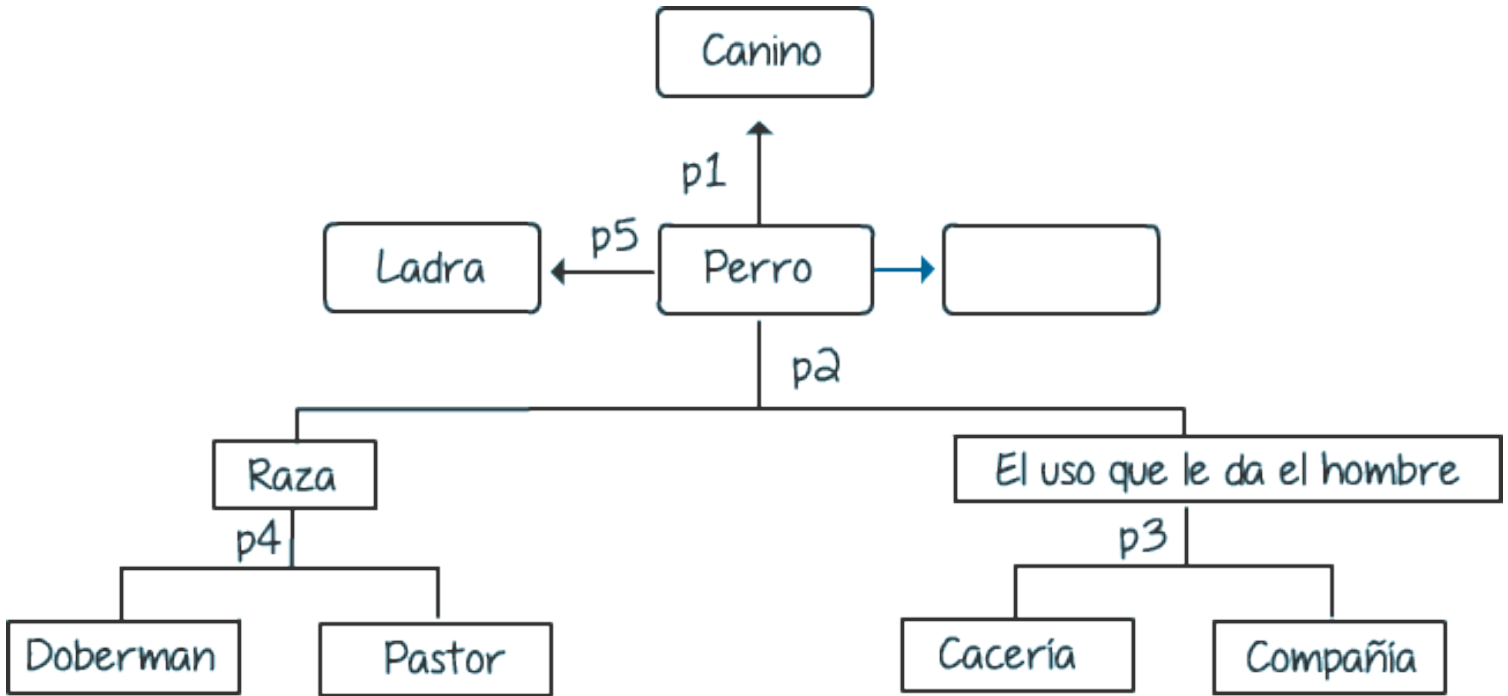 Canino
p1
Ladra
p5
Perro
p2
Raza
El uso que le da el hombre
p4
p3
Doberman
Pastor
Cacería
Compañía